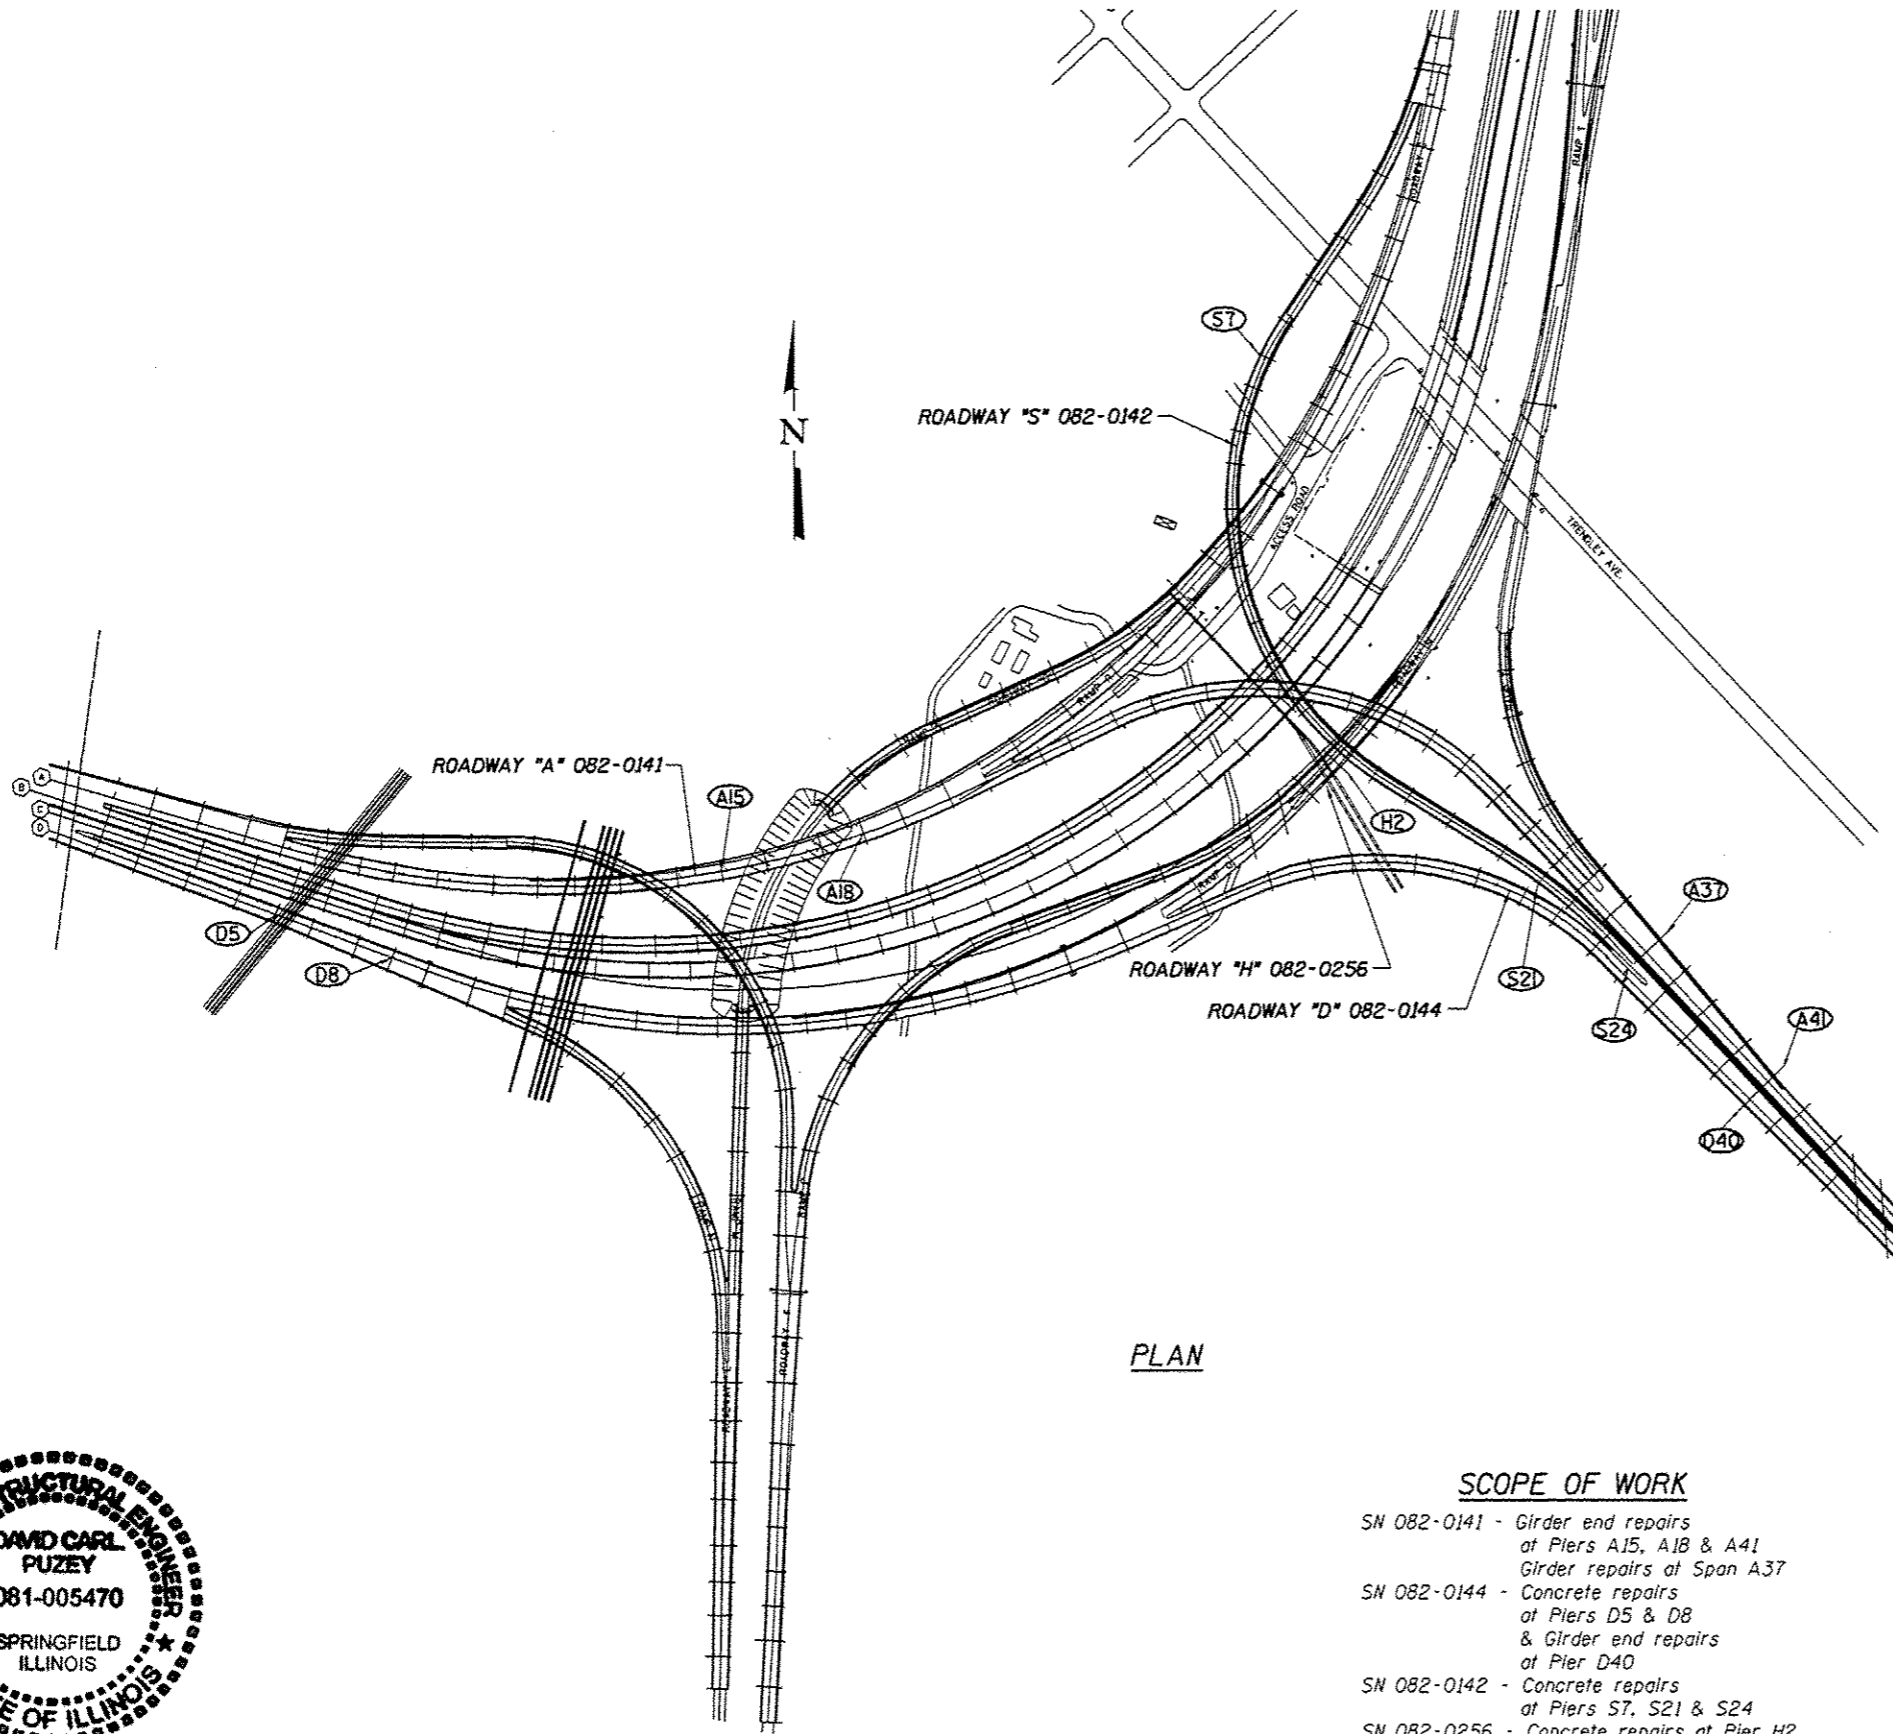 RAMP T
ROADWAY
S7
N
ROADWAY "S" 082-0142
ACCESS ROAD
TRENDLEY AVE.
ROADWAY "A" 082-0141
A
B
C
D
A15
A18
H2
A37
D5
D8
ROADWAY "H" 082-0256
ROADWAY "D" 082-0144
S21
S24
A41
D40
PLAN
STRUCTURAL ENGINEER
DAVID CARL
PUZEY
081-005470
SPRINGFIELD
ILLINOIS
OF ILLINOIS
SCOPE OF WORK
SN 082-0141 - Girder end repairs
at Piers A15, A18 & A41
Girder repairs at Span A37
SN 082-0144 - Concrete repairs
at Piers D5 & D8
& Girder end repairs
at Pier D40
SN 082-0142 - Concrete repairs
at Piers S7, S21 & S24
SN 082-0256 - Concrete repairs at Pier H2